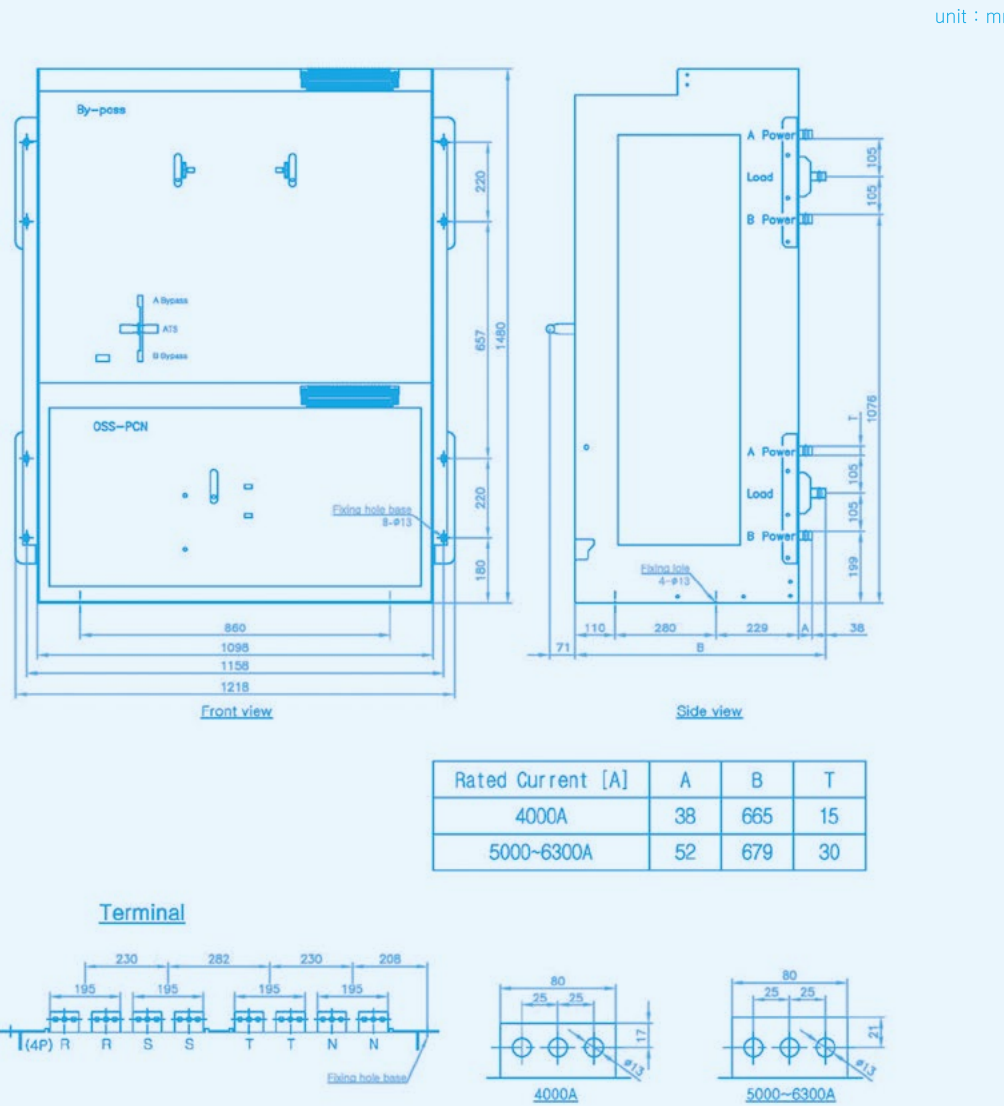 unit : m
By-pass
A Bypass
ATS
B Bypass
OSS-PCN
Fixing hole base
8-ø13
220
657
220
180
1480
860
1098
1158
1218
Front view
A Power
Load
B Power
105
105
1076
T
A Power
Load
B Power
105
105
199
Fixing lole
4-ø13
110
280
229
A
38
71
B
Side view
Rated Current [A] A B T
4000A 38 665 15
5000~6300A 52 679 30
Terminal
230 282 230 208
195 195 195 195
(4P) R R S S T T N N
Fixing hole base
80
25 25
17
ø13
4000A
80
25 25
21
ø13
5000~6300A